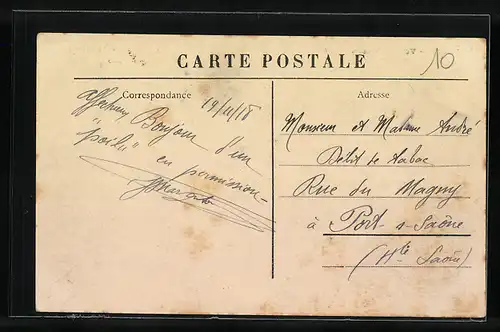 CARTE POSTALE
10
Correspondance
Adresse
19/11/18
Affectueux Bonjour d'un
"poilu" en permission-
Monsieur et Madame André
Débit de tabac
Rue du Magny
à Port-s-Saône
(Hte Saône)